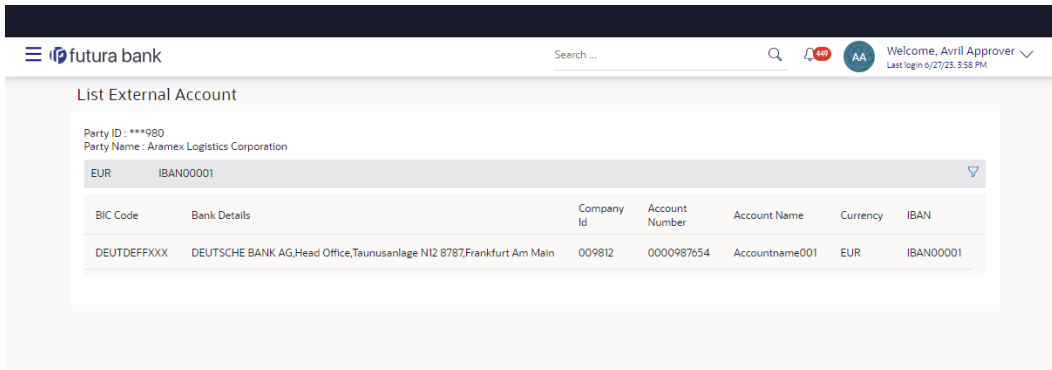 futura bank
Search ...
449
AA
Welcome, Avril Approver
Last login 6/27/23, 3:58 PM
List External Account
Party ID : ***980
Party Name : Aramex Logistics Corporation
EUR IBAN00001
BIC Code Bank Details Company Id Account Number Account Name Currency IBAN
DEUTDEFFXXX DEUTSCHE BANK AG,Head Office,Taunusanlage N12 8787,Frankfurt Am Main 009812 0000987654 Accountname001 EUR IBAN00001